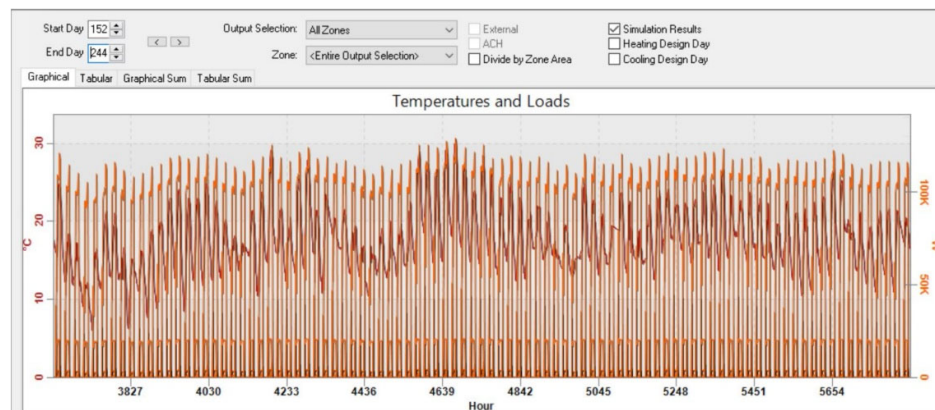 Start Day 152
Output Selection: All Zones
External
Simulation Results
ACH
Heating Design Day
End Day 244
Zone: <Entire Output Selection>
Divide by Zone Area
Cooling Design Day
Graphical Tabular Graphical Sum Tabular Sum
Temperatures and Loads
30
100K
20
°C
10
50K
0 0
3827 4030 4233 4436 4639 4842 5045 5248 5451 5654
Hour